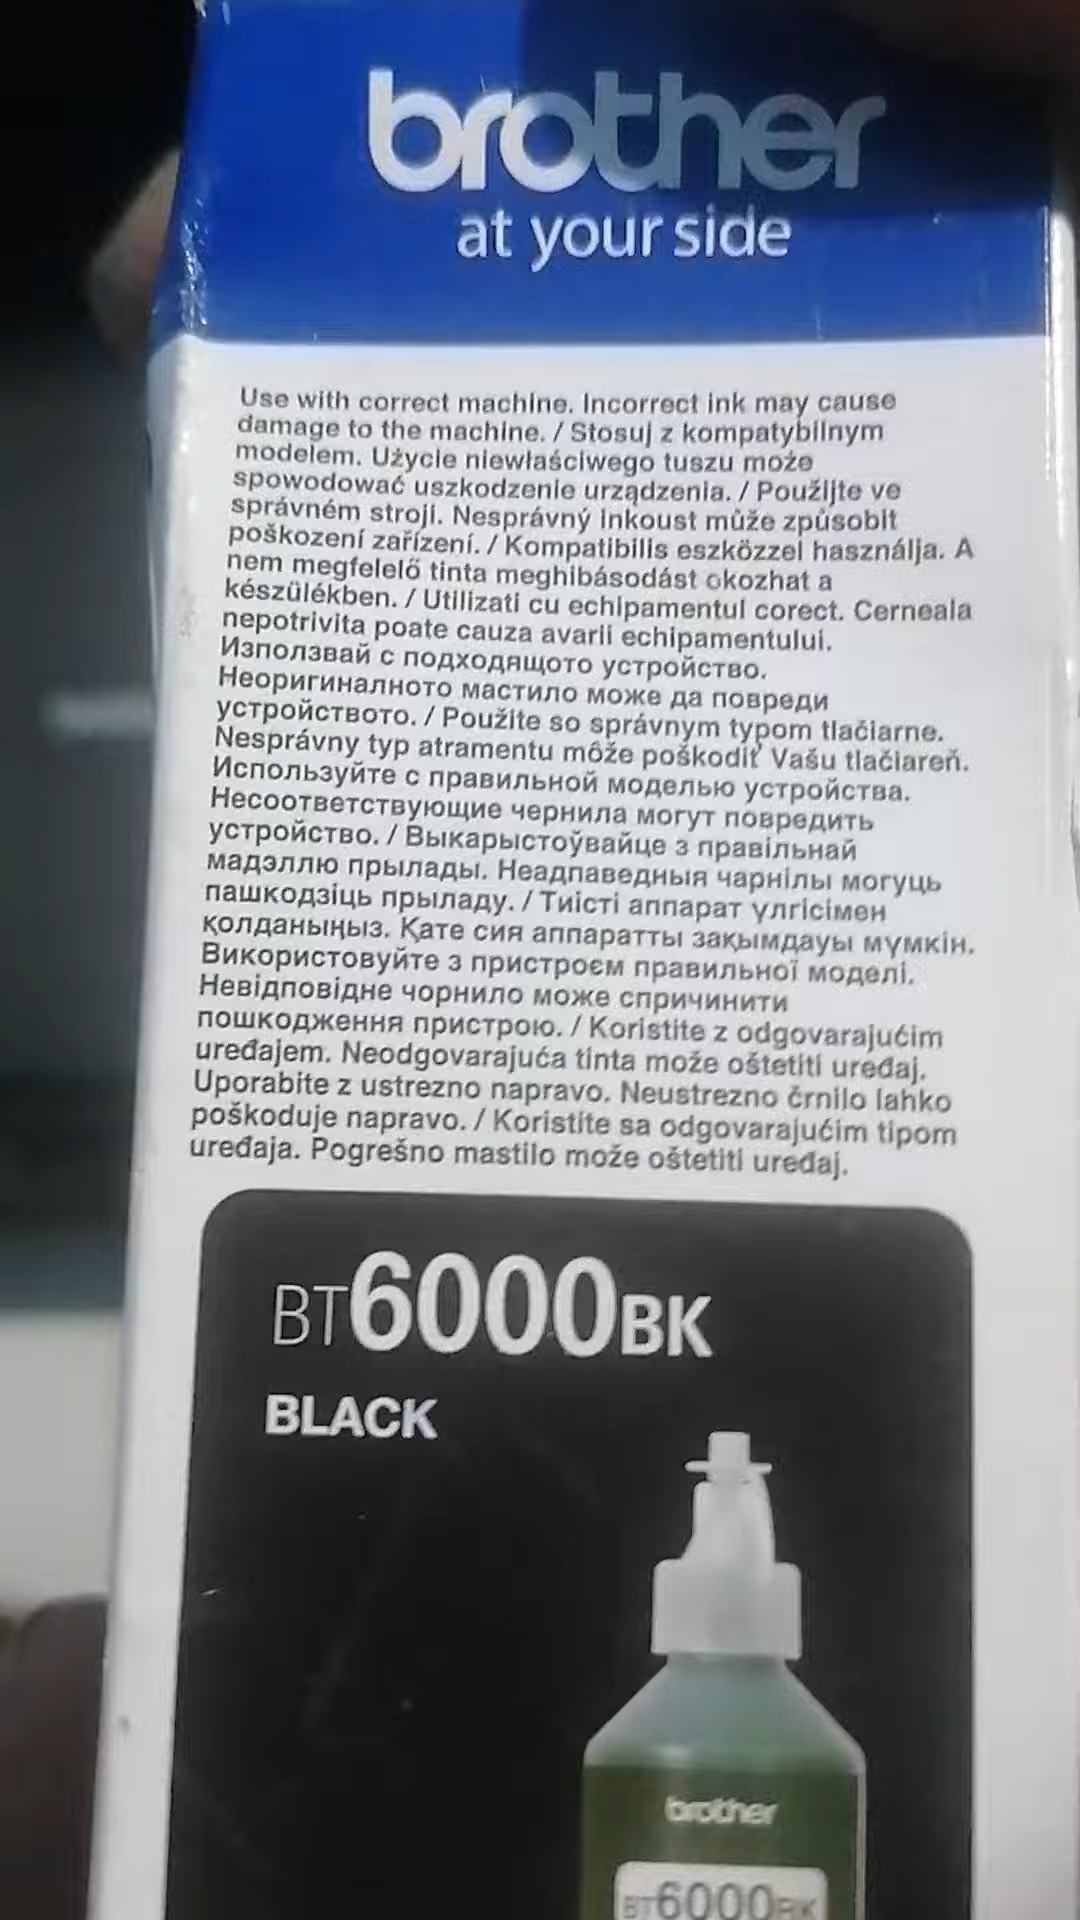 brother
at your side
Use with correct machine. Incorrect ink may cause
damage to the machine. / Stosuj z kompatybilnym
modelem. Użycie niewłaściwego tuszu może
spowodować uszkodzenie urządzenia. / Použijte ve
správném stroji. Nesprávný inkoust může způsobit
poškození zařízení. / Kompatibilis eszközzel használja. A
nem megfelelő tinta meghibásodást okozhat a
készülékben. / Utilizati cu echipamentul corect. Cerneala
nepotrivita poate cauza avarii echipamentului.
Използвай с подходящото устройство.
Неоригиналното мастило може да повреди
устройството. / Použite so správnym typom tlačiarne.
Nesprávny typ atramentu môže poškodiť Vašu tlačiareň.
Используйте с правильной моделью устройства.
Несоответствующие чернила могут повредить
устройство. / Выкарыстоўвайце з правільнай
мадэллю прылады. Неадпаведныя чарнілы могуць
пашкодзіць прыладу. / Тиісті аппарат үлгісімен
қолданыңыз. Қате сия аппаратты зақымдауы мүмкін.
Використовуйте з пристроєм правильної моделі.
Невідповідне чорнило може спричинити
пошкодження пристрою. / Koristite z odgovarajućim
uređajem. Neodgovarajuća tinta može oštetiti uređaj.
Uporabite z ustrezno napravo. Neustrezno črnilo lahko
poškoduje napravo. / Koristite sa odgovarajućim tipom
uređaja. Pogrešno mastilo može oštetiti uređaj.
BT6000BK
BLACK
brother
BT6000BK